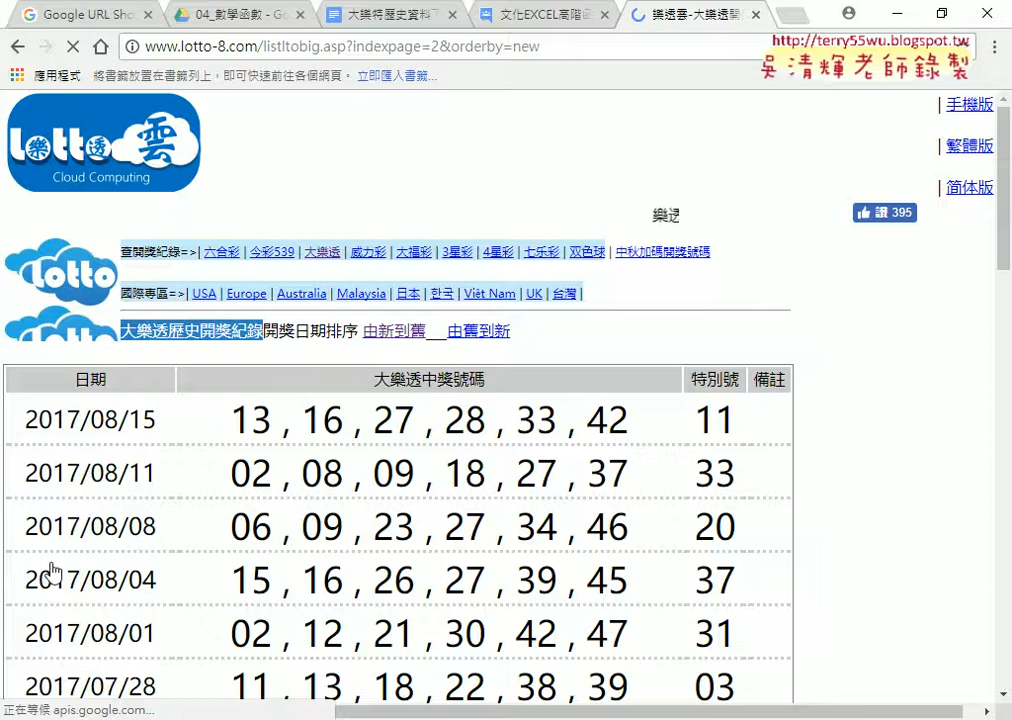 Google URL Sho
04_數學函數 - Go
大樂特歷史資料下
文化EXCEL高階函
樂透雲-大樂透開
www.lotto-8.com/listltobig.asp?indexpage=2&orderby=new
http://terry55wu.blogspot.tw
吳清輝老師錄製
應用程式 將書籤放置在書籤列上，即可快速前往各個網頁。 立即匯入書籤...
lotto 樂透雲
Cloud Computing
| 手機版
| 繁體版
| 简体版
讚 395
lotto
查開獎紀錄=>| 六合彩 | 今彩539 | 大樂透 | 威力彩 | 大福彩 | 3星彩 | 4星彩 | 七乐彩 | 双色球 | 中秋加碼開獎號碼
國際專區=>| USA | Europe | Australia | Malaysia | 日本 | 한국 | Việt Nam | UK | 台灣 |
大樂透歷史開獎紀錄開獎日期排序 由新到舊 由舊到新
日期 大樂透中獎號碼 特別號 備註
2017/08/15 13 , 16 , 27 , 28 , 33 , 42 11
2017/08/11 02 , 08 , 09 , 18 , 27 , 37 33
2017/08/08 06 , 09 , 23 , 27 , 34 , 46 20
2017/08/04 15 , 16 , 26 , 27 , 39 , 45 37
2017/08/01 02 , 12 , 21 , 30 , 42 , 47 31
2017/07/28 11 , 13 , 18 , 22 , 38 , 39 03
正在等候 apis.google.com...